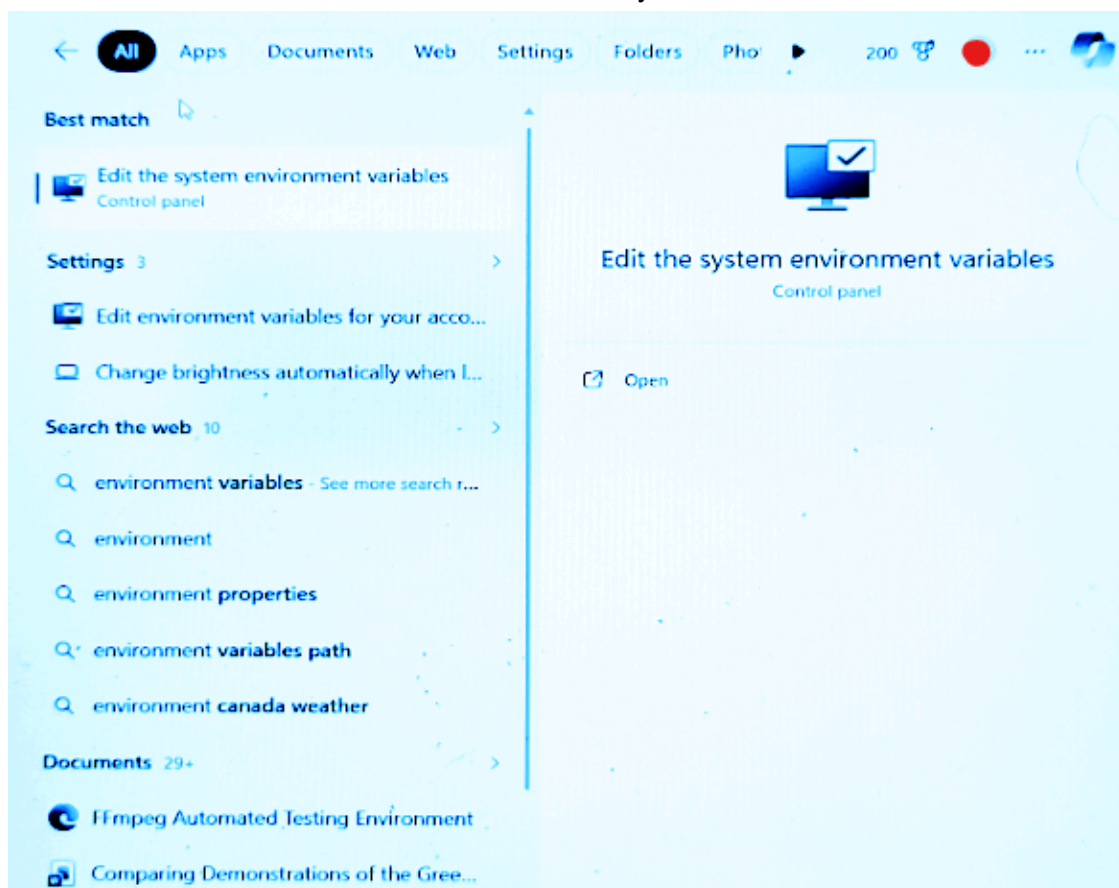 All Apps Documents Web Settings Folders Pho 200 ...
Best match
Edit the system environment variables
Control panel
Settings 3
Edit environment variables for your acco...
Change brightness automatically when I...
Search the web 10
environment variables - See more search r...
environment
environment properties
environment variables path
environment canada weather
Documents 29+
FFmpeg Automated Testing Environment
Comparing Demonstrations of the Gree...
Edit the system environment variables
Control panel
Open